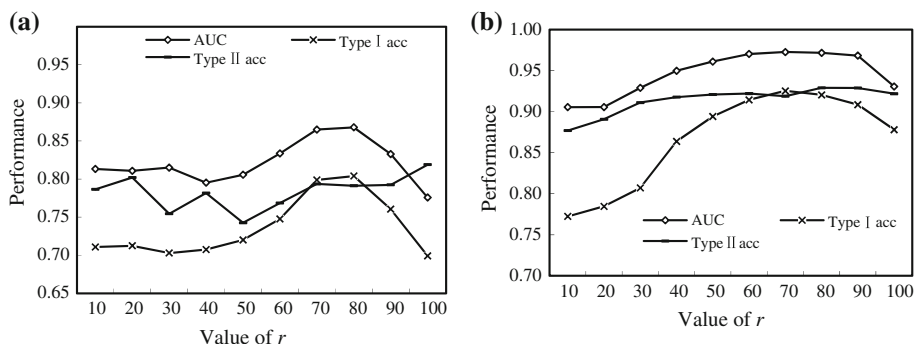 (a)
AUC
Type Ⅰ acc
Type Ⅱ acc
Performance
0.95
0.90
0.85
0.80
0.75
0.70
0.65
10 20 30 40 50 60 70 80 90 100
Value of r
(b)
1.00
0.95
0.90
0.85
0.80
0.75
0.70
Performance
AUC
Type Ⅰ acc
Type Ⅱ acc
10 20 30 40 50 60 70 80 90 100
Value of r